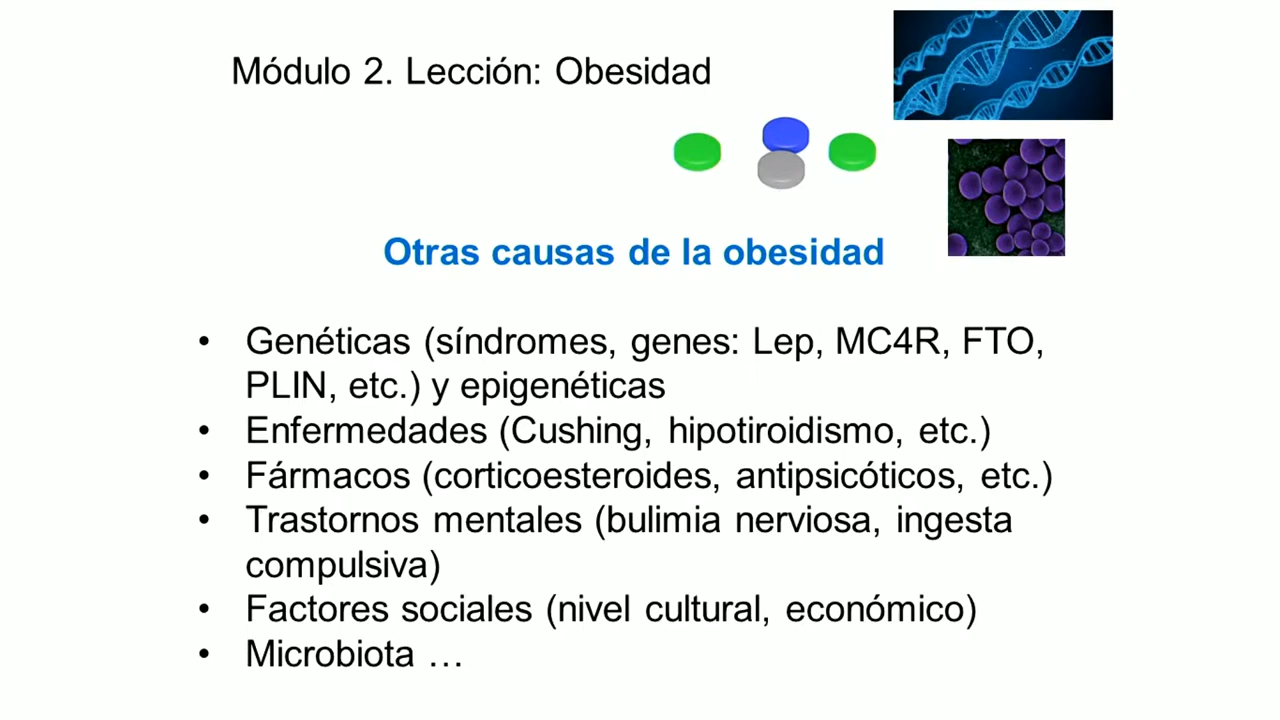 Módulo 2. Lección: Obesidad
Otras causas de la obesidad
• Genéticas (síndromes, genes: Lep, MC4R, FTO,
PLIN, etc.) y epigenéticas
• Enfermedades (Cushing, hipotiroidismo, etc.)
• Fármacos (corticoesteroides, antipsicóticos, etc.)
• Trastornos mentales (bulimia nerviosa, ingesta
compulsiva)
• Factores sociales (nivel cultural, económico)
• Microbiota …